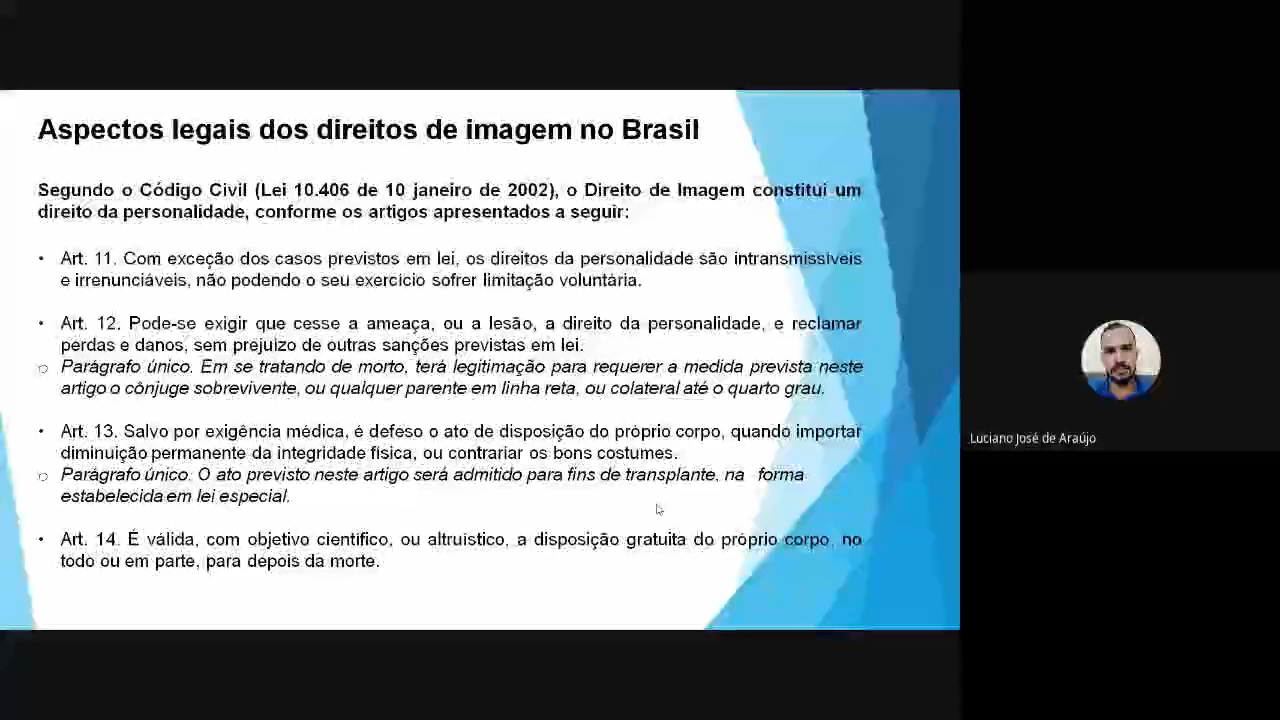 Aspectos legais dos direitos de imagem no Brasil
Segundo o Código Civil (Lei 10.406 de 10 janeiro de 2002), o Direito de Imagem constitui um
direito da personalidade, conforme os artigos apresentados a seguir:
• Art. 11. Com exceção dos casos previstos em lei, os direitos da personalidade são intransmissíveis
e irrenunciáveis, não podendo o seu exercício sofrer limitação voluntária.
• Art. 12. Pode-se exigir que cesse a ameaça, ou a lesão, a direito da personalidade, e reclamar
perdas e danos, sem prejuízo de outras sanções previstas em lei.
○ Parágrafo único. Em se tratando de morto, terá legitimação para requerer a medida prevista neste
artigo o cônjuge sobrevivente, ou qualquer parente em linha reta, ou colateral até o quarto grau.
• Art. 13. Salvo por exigência médica, é defeso o ato de disposição do próprio corpo, quando importar
diminuição permanente da integridade física, ou contrariar os bons costumes.
○ Parágrafo único. O ato previsto neste artigo será admitido para fins de transplante, na forma
estabelecida em lei especial.
• Art. 14. É válida, com objetivo científico, ou altruístico, a disposição gratuita do próprio corpo, no
todo ou em parte, para depois da morte.
Luciano José de Araújo